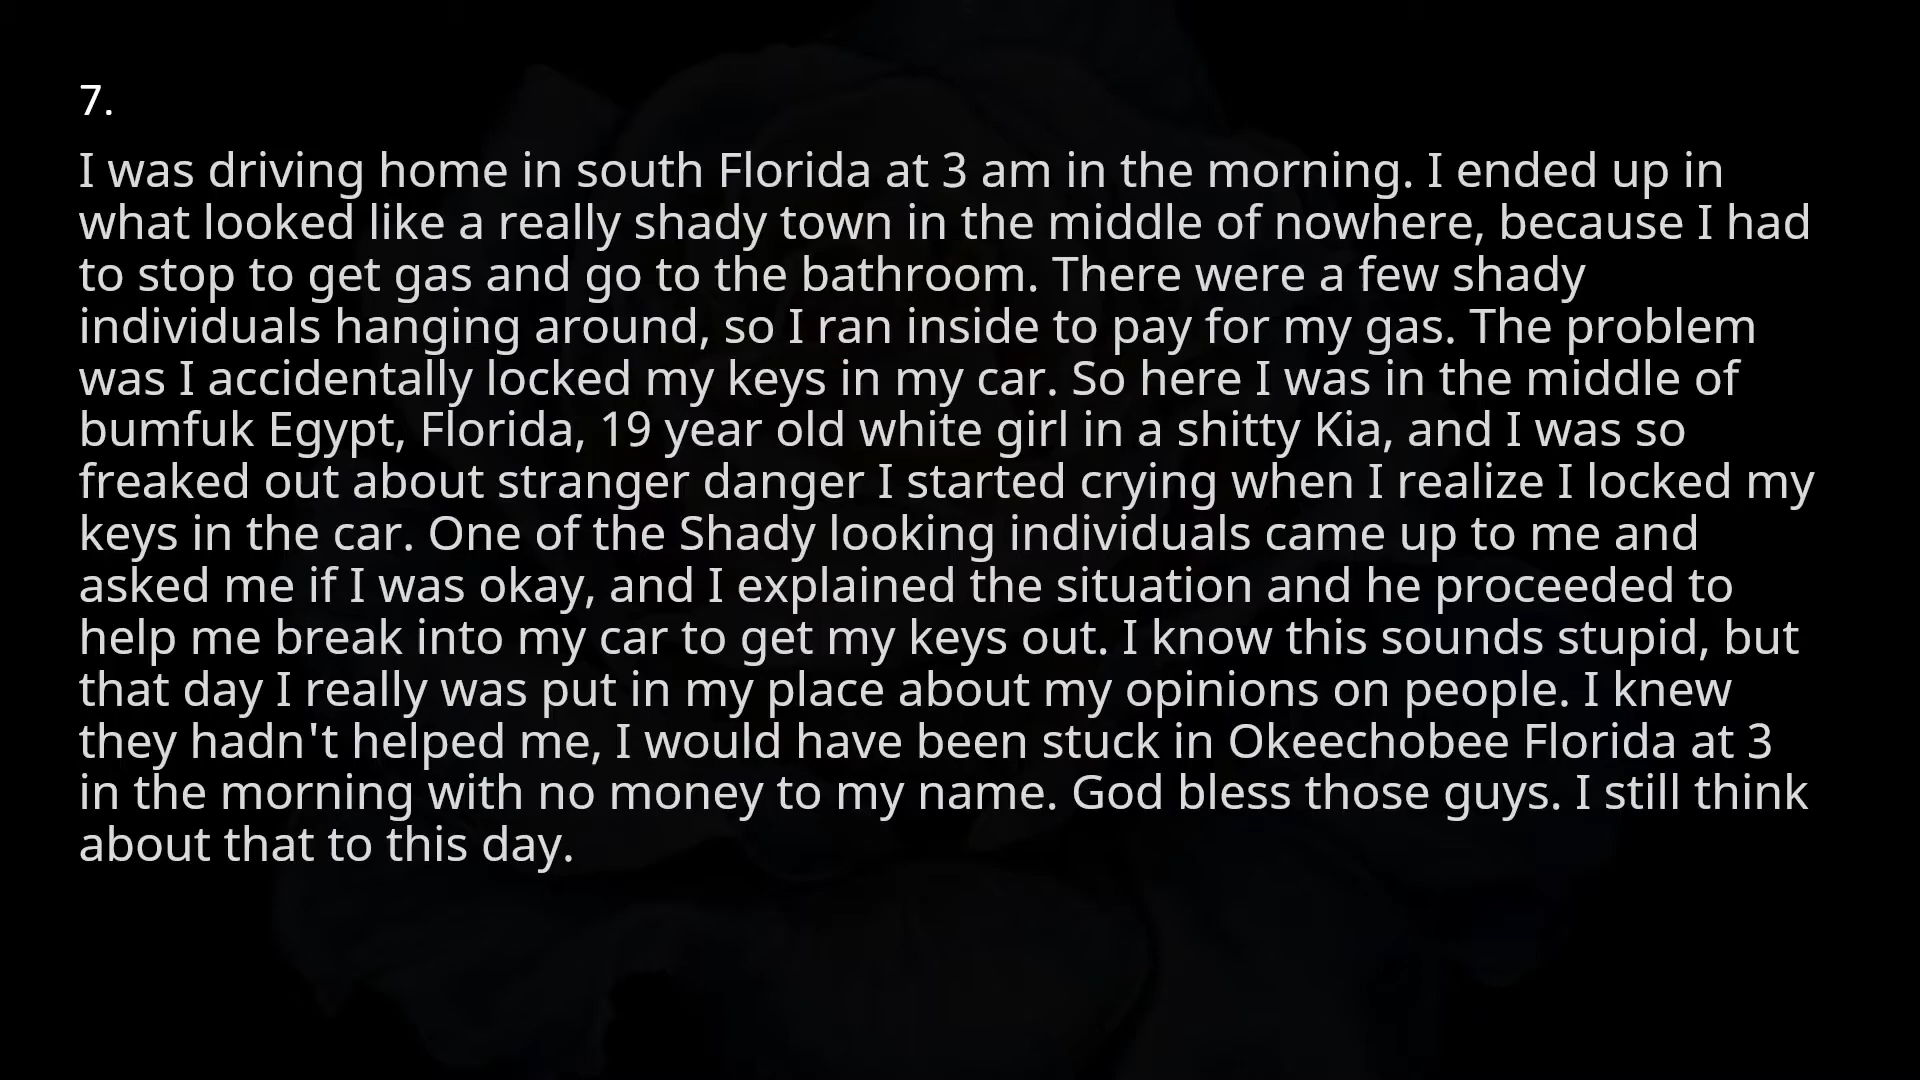 7.
I was driving home in south Florida at 3 am in the morning. I ended up in
what looked like a really shady town in the middle of nowhere, because I had
to stop to get gas and go to the bathroom. There were a few shady
individuals hanging around, so I ran inside to pay for my gas. The problem
was I accidentally locked my keys in my car. So here I was in the middle of
bumfuk Egypt, Florida, 19 year old white girl in a shitty Kia, and I was so
freaked out about stranger danger I started crying when I realize I locked my
keys in the car. One of the Shady looking individuals came up to me and
asked me if I was okay, and I explained the situation and he proceeded to
help me break into my car to get my keys out. I know this sounds stupid, but
that day I really was put in my place about my opinions on people. I knew
they hadn't helped me, I would have been stuck in Okeechobee Florida at 3
in the morning with no money to my name. God bless those guys. I still think
about that to this day.